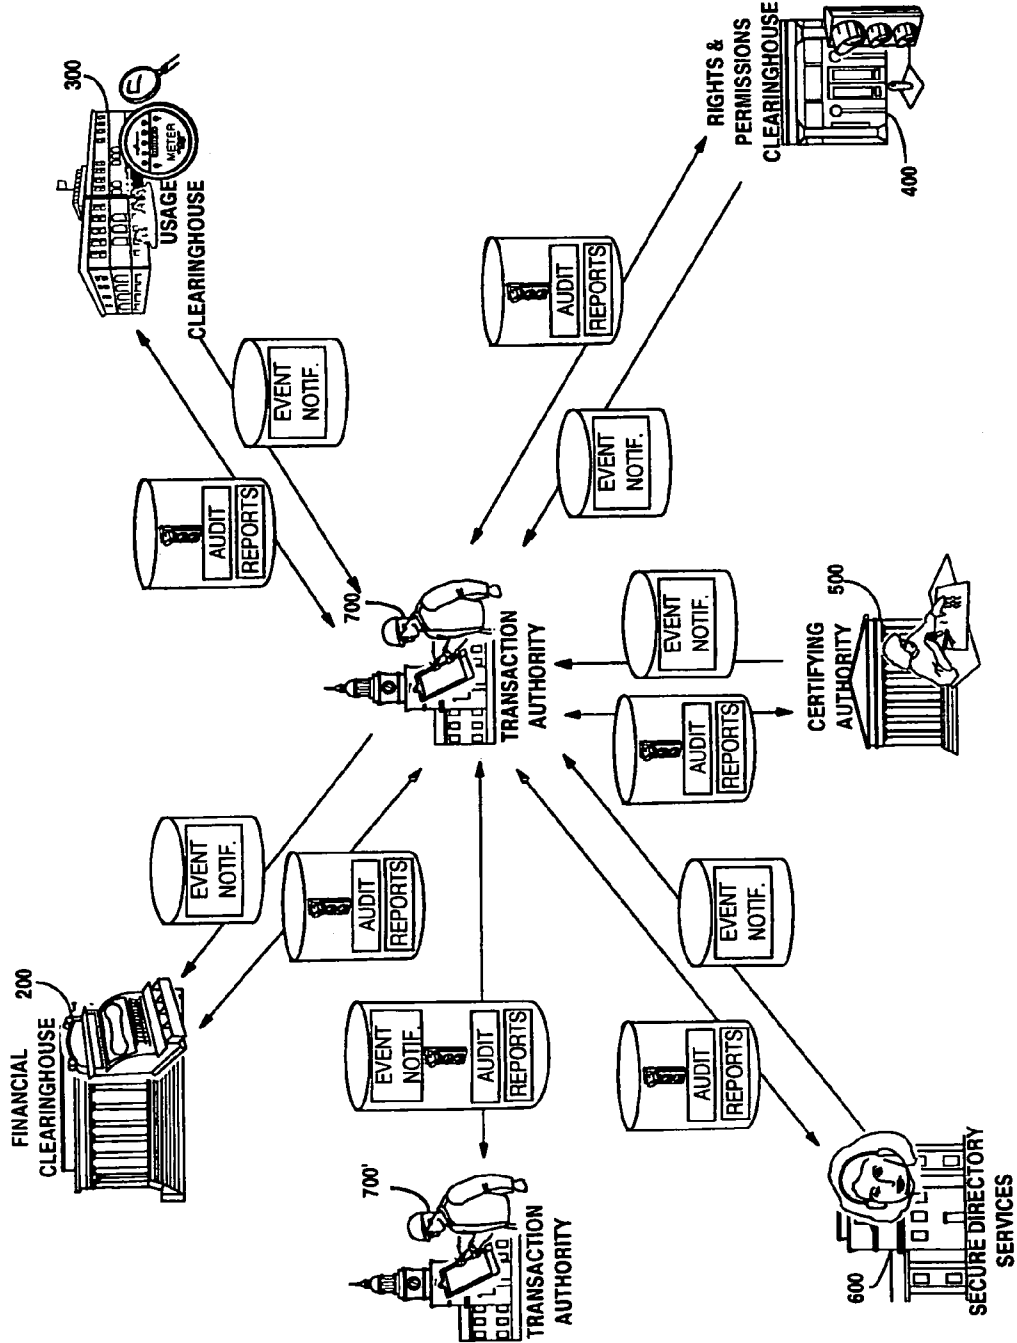 FINANCIAL
CLEARINGHOUSE
200
EVENT
NOTIF.
AUDIT
REPORTS
300
METER
USAGE
CLEARINGHOUSE
EVENT
NOTIF.
AUDIT
REPORTS
700'
TRANSACTION
AUTHORITY
EVENT
NOTIF.
AUDIT
REPORTS
700
TRANSACTION
AUTHORITY
AUDIT
REPORTS
EVENT
NOTIF.
RIGHTS &
PERMISSIONS
CLEARINGHOUSE
400
600
SECURE DIRECTORY
SERVICES
AUDIT
REPORTS
EVENT
NOTIF.
AUDIT
REPORTS
EVENT
NOTIF.
CERTIFYING
AUTHORITY
500